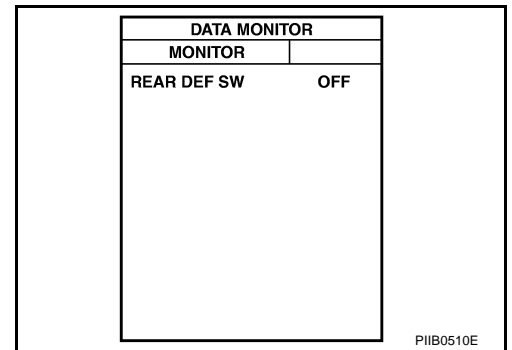 DATA MONITOR
MONITOR
REAR DEF SW OFF
PIIB0510E